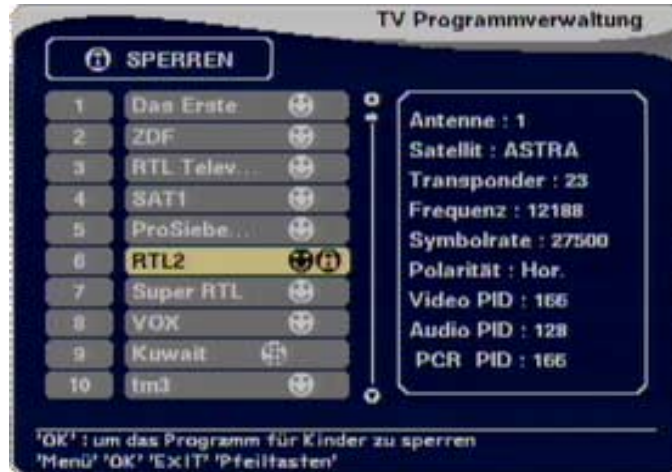 TV Programmverwaltung
SPERREN
1 Das Erste
2 ZDF
3 RTL Telev...
4 SAT1
5 ProSiebe...
6 RTL2
7 Super RTL
8 VOX
9 Kuwait
10 tm3
Antenne : 1
Satellit : ASTRA
Transponder : 23
Frequenz : 12188
Symbolrate : 27500
Polarität : Hor.
Video PID : 166
Audio PID : 128
PCR PID : 166
'OK' : um das Programm für Kinder zu sperren
'Menü' 'OK' 'EXIT' 'Pfeiltasten'